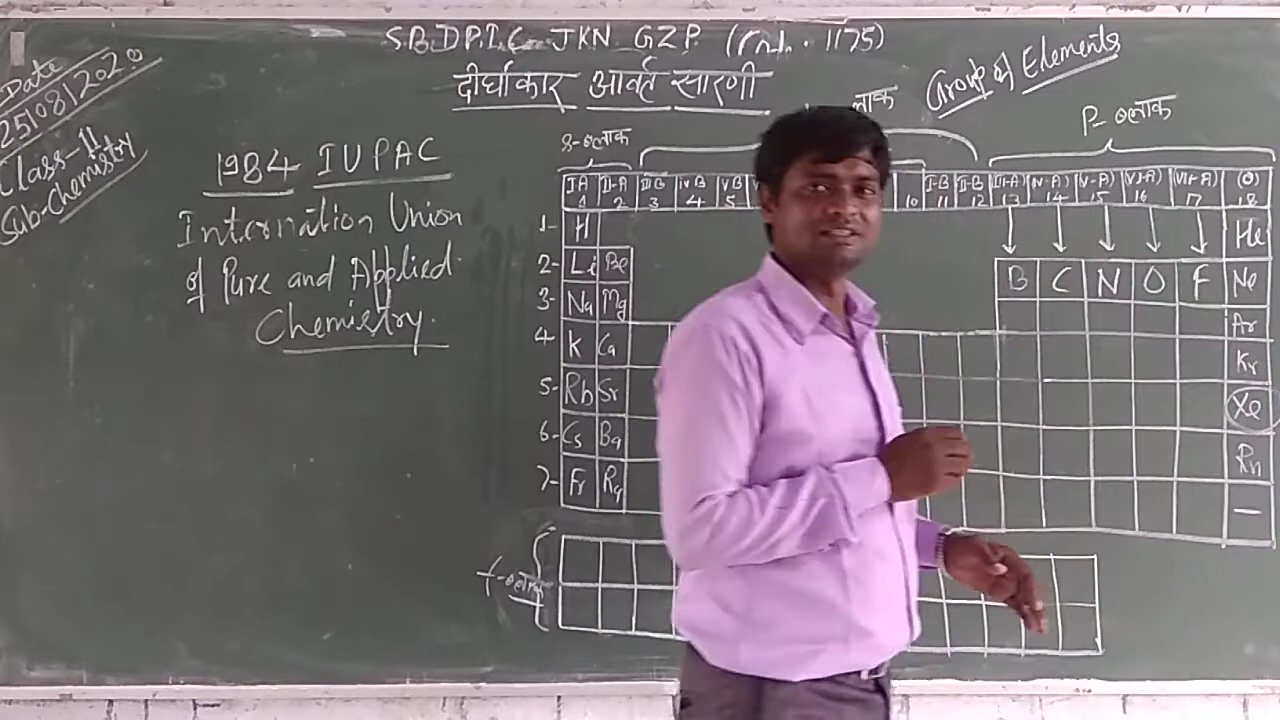 S.B.D.P.I.C. JKN GZP. 1175)
दीर्घाकार आवर्त सारणी
Group of Elements
Date
25/08/2020
Class-11
Sub-Chemistry
1984 IUPAC
Internation Union
of Pure and Applied.
Chemistry.
s-ब्लाक
लाक
P-ब्लाक
I A II-A III B IV B V B I-B II-B (III-A) (IV-A) (V-A) (VI-A) (VII-A) (0)
1 2 3 4 5 10 11 12 13 14 15 16 17 18
1- H He
2- Li Be B C N O F Ne
3- Na Mg Ar
4- K Ca Kr
5- Rb Sr Xe
6- Cs Ba Rn
7- Fr Ra —
f-ब्लाक